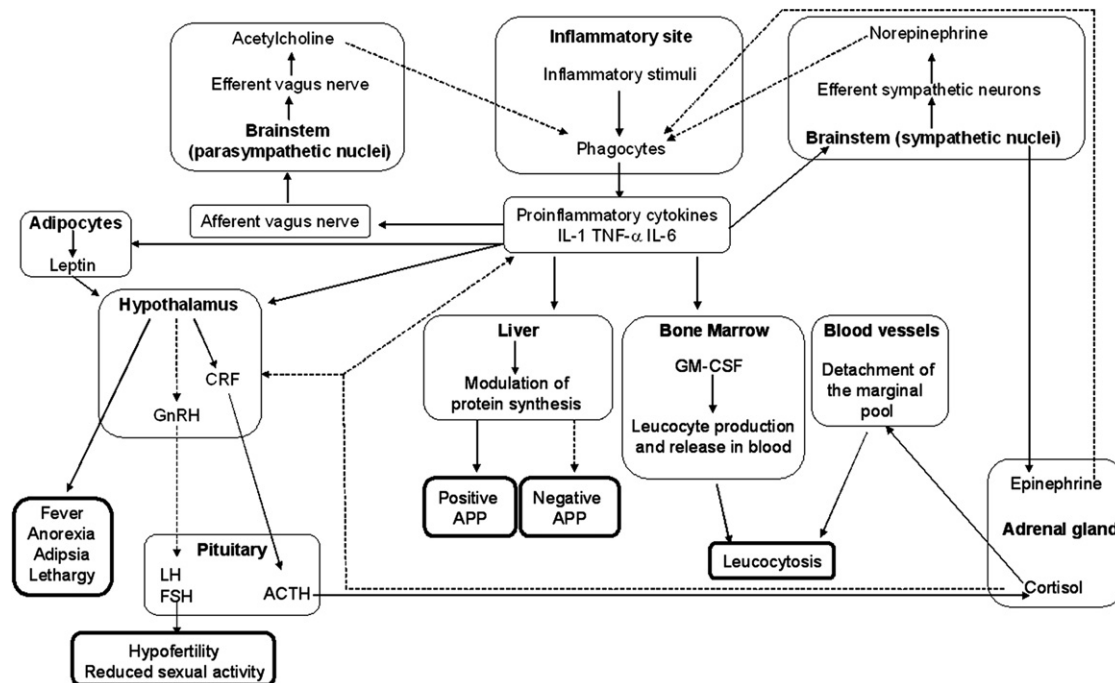 Acetylcholine
Efferent vagus nerve
Brainstem
(parasympathetic nuclei)
Afferent vagus nerve
Inflammatory site
Inflammatory stimuli
Phagocytes
Norepinephrine
Efferent sympathetic neurons
Brainstem (sympathetic nuclei)
Proinflammatory cytokines
IL-1 TNF-α IL-6
Adipocytes
Leptin
Hypothalamus
CRF
GnRH
Liver
Modulation of
protein synthesis
Bone Marrow
GM-CSF
Leucocyte production
and release in blood
Blood vessels
Detachment of
the marginal
pool
Positive
APP
Negative
APP
Leucocytosis
Epinephrine
Adrenal gland
Cortisol
Fever
Anorexia
Adipsia
Lethargy
Pituitary
LH
FSH
ACTH
Hypofertility
Reduced sexual activity